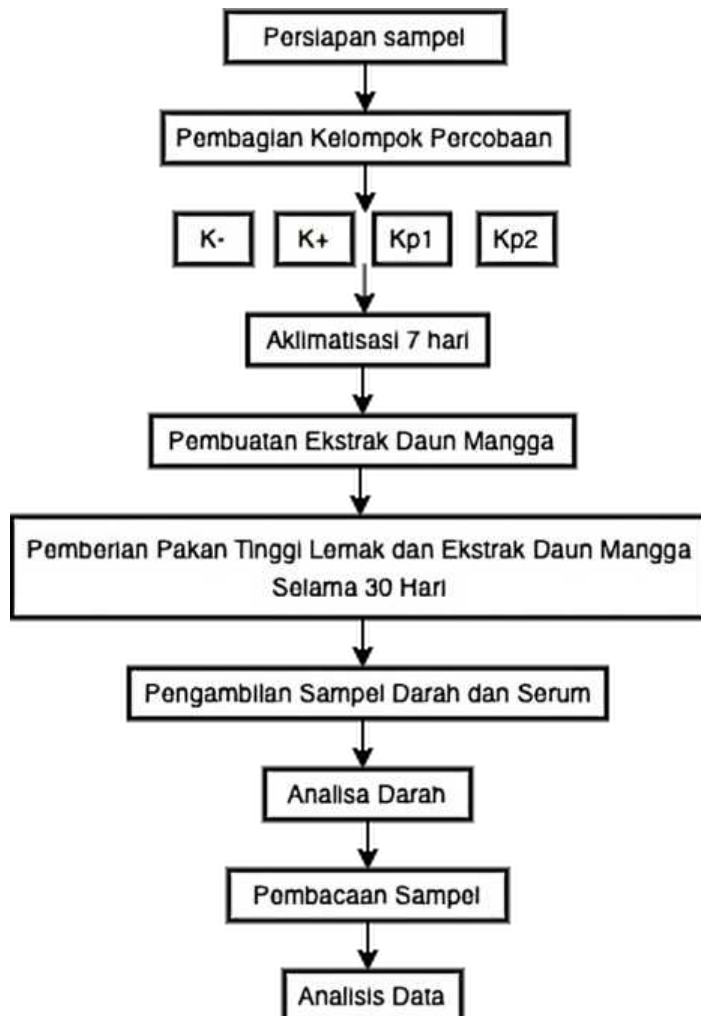 Persiapan sampel
Pembagian Kelompok Percobaan
K- K+ Kp1 Kp2
Aklimatisasi 7 hari
Pembuatan Ekstrak Daun Mangga
Pemberian Pakan Tinggi Lemak dan Ekstrak Daun Mangga
Selama 30 Hari
Pengambilan Sampel Darah dan Serum
Analisa Darah
Pembacaan Sampel
Analisis Data